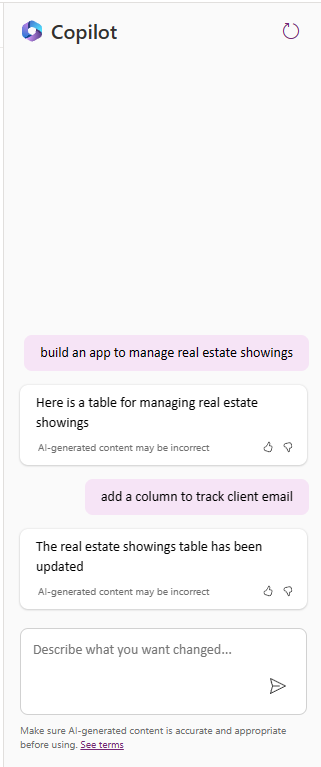 Copilot
build an app to manage real estate showings
Here is a table for managing real estate
showings
AI-generated content may be incorrect
add a column to track client email
The real estate showings table has been
updated
AI-generated content may be incorrect
Describe what you want changed...
Make sure AI-generated content is accurate and appropriate
before using. See terms